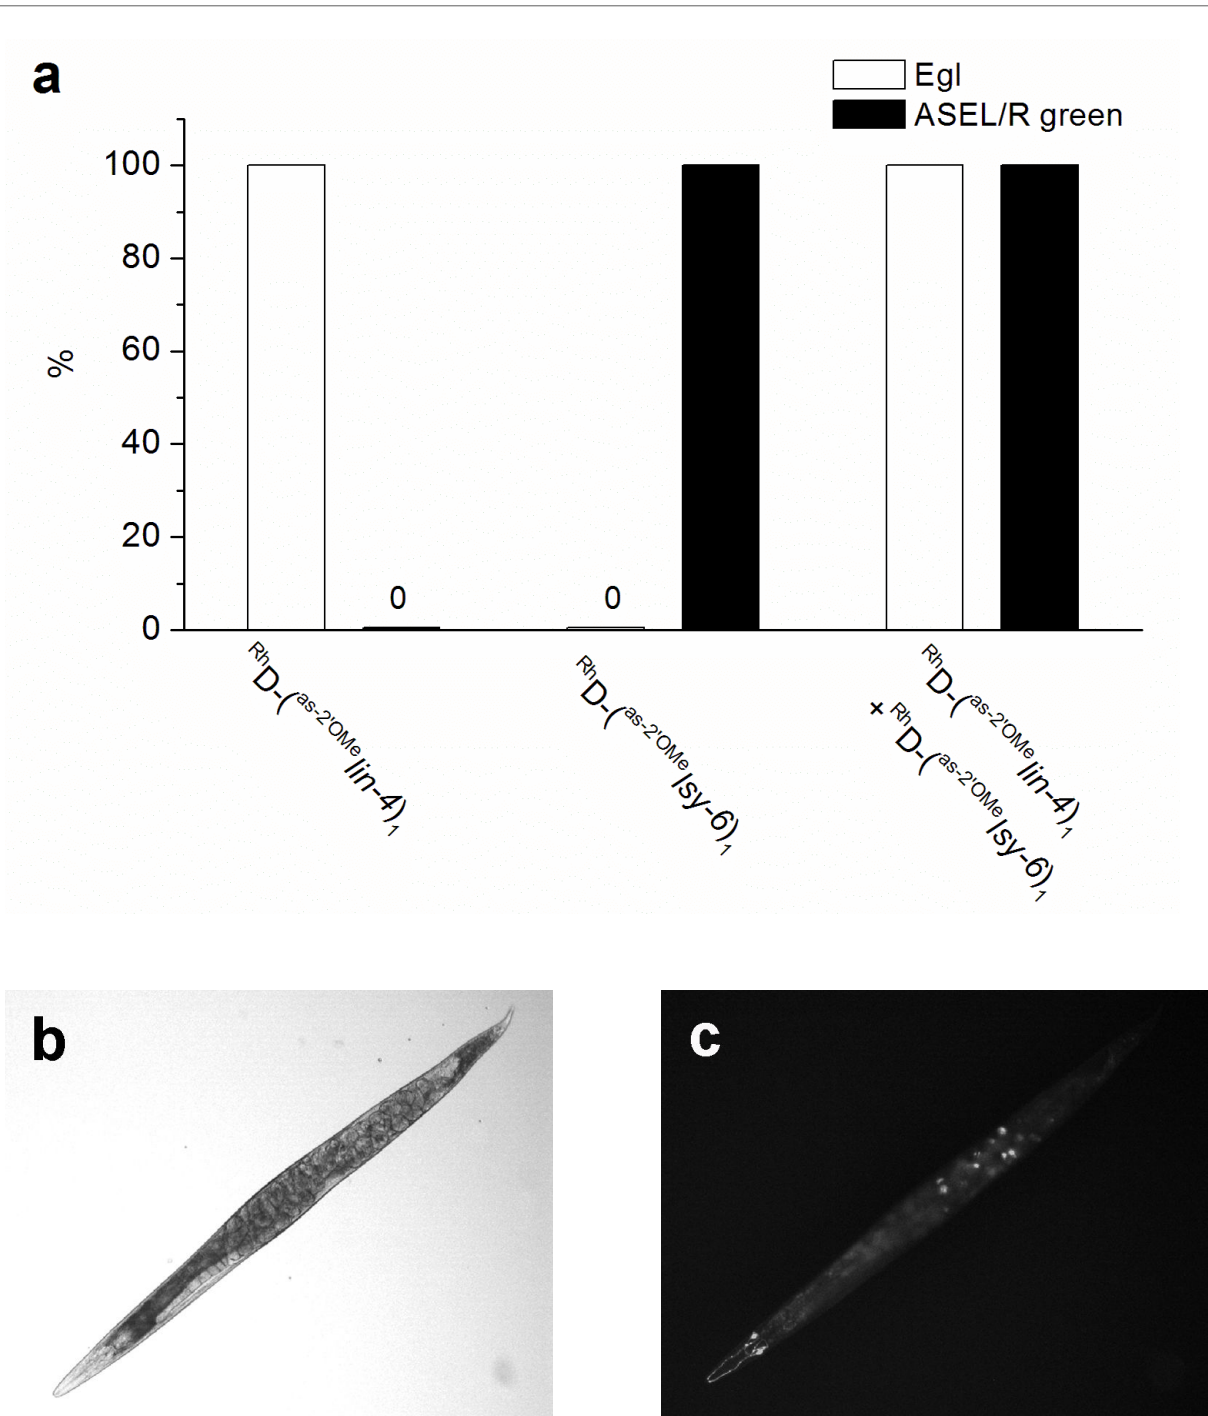 a
Egl
ASEL/R green
100
80
60
40
20
0
%
0
0
RhD-(as-2'OMelin-4)1
RhD-(as-2'OMelsy-6)1
RhD-(as-2'OMelin-4)1
+ RhD-(as-2'OMelsy-6)1
b
c